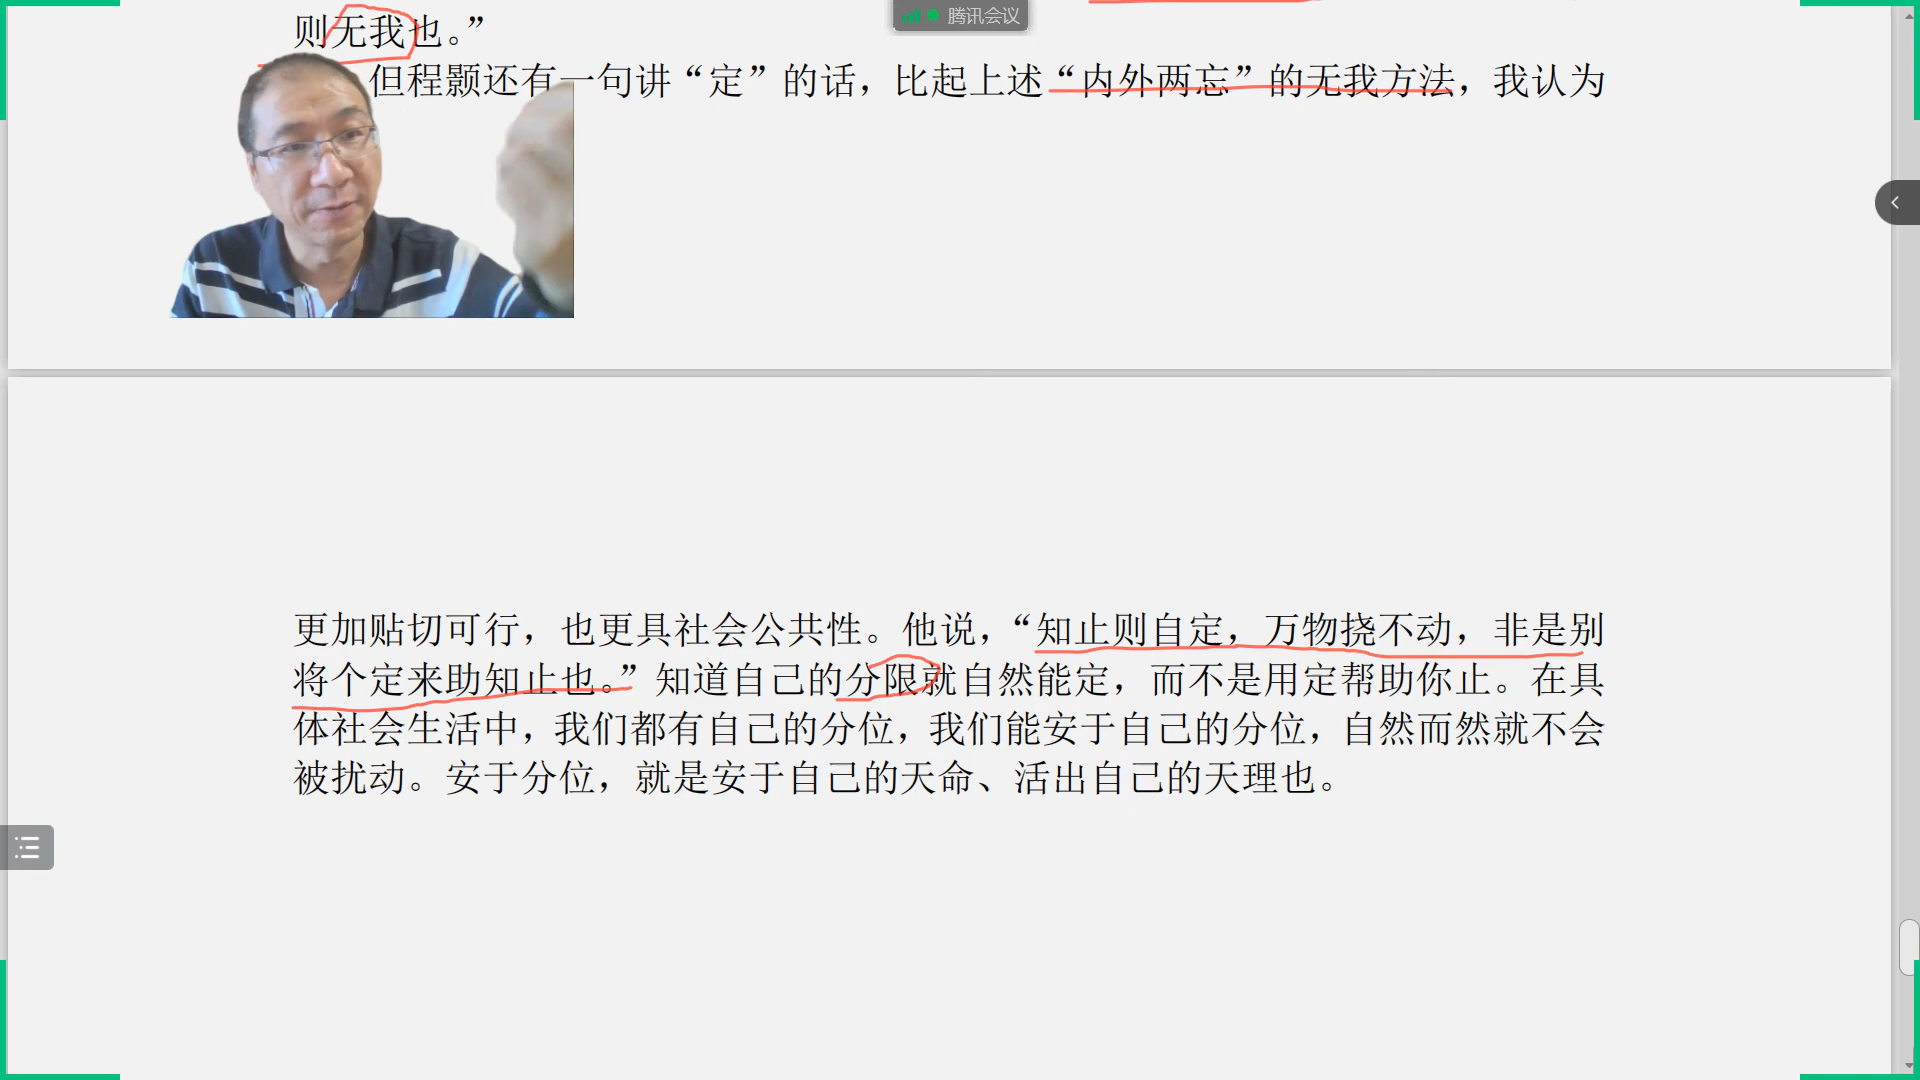 腾讯会议
则无我也。”
但程颢还有一句讲“定”的话，比起上述“内外两忘”的无我方法，我认为
更加贴切可行，也更具社会公共性。他说，“知止则自定，万物挠不动，非是别
将个定来助知止也。”知道自己的分限就自然能定，而不是用定帮助你止。在具
体社会生活中，我们都有自己的分位，我们能安于自己的分位，自然而然就不会
被扰动。安于分位，就是安于自己的天命、活出自己的天理也。